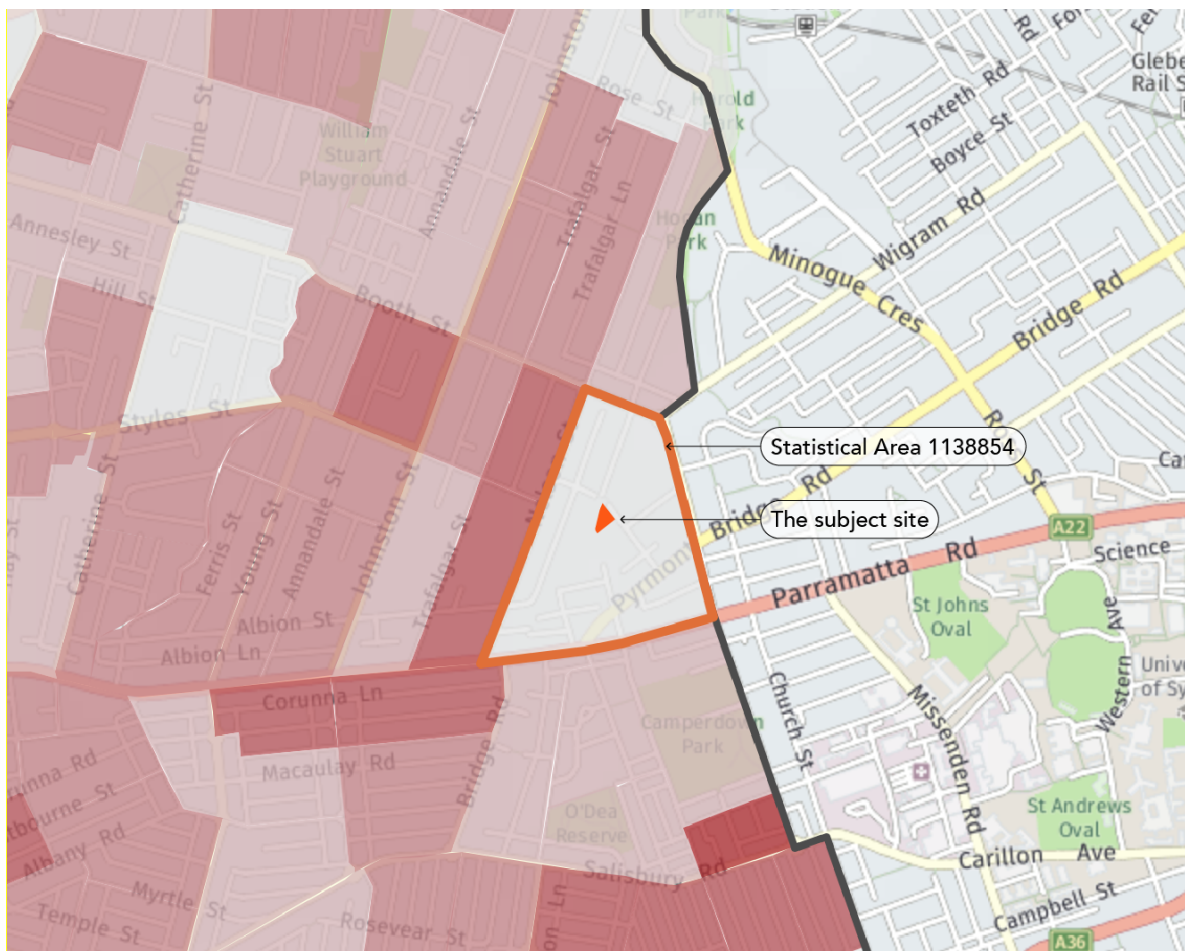 Johnston
Rose St
Harold
Park
Toxteth Rd
Boyce St
Glebe
Rail S
Catherine St
William
Stuart
Playground
Annandale St
Trafalgar St
Trafalgar Ln
Hogan
Park
Wigram Rd
Minogue Cres
Bridge Rd
Annesley St
Hill St
Booth St
Styles St
Statistical Area 1138854
Ro
St
Bridge Rd
The subject site
A22
Science
Parramatta Rd
Pyrmont
St Johns
Oval
Western Ave
Univer
of Sy
Catherine St
Ferris St
Young St
Annandale St
Johnston St
Trafalgar St
Albion St
Albion Ln
Corunna Ln
Church St
Missenden Rd
Camperdown
Park
Macaulay Rd
Bridge Rd
O'Dea
Reserve
St Andrews
Oval
Salisbury Rd
Carillon Ave
Albany Rd
Myrtle St
Temple St
Rosevear St
on Ln
Campbell St
A36